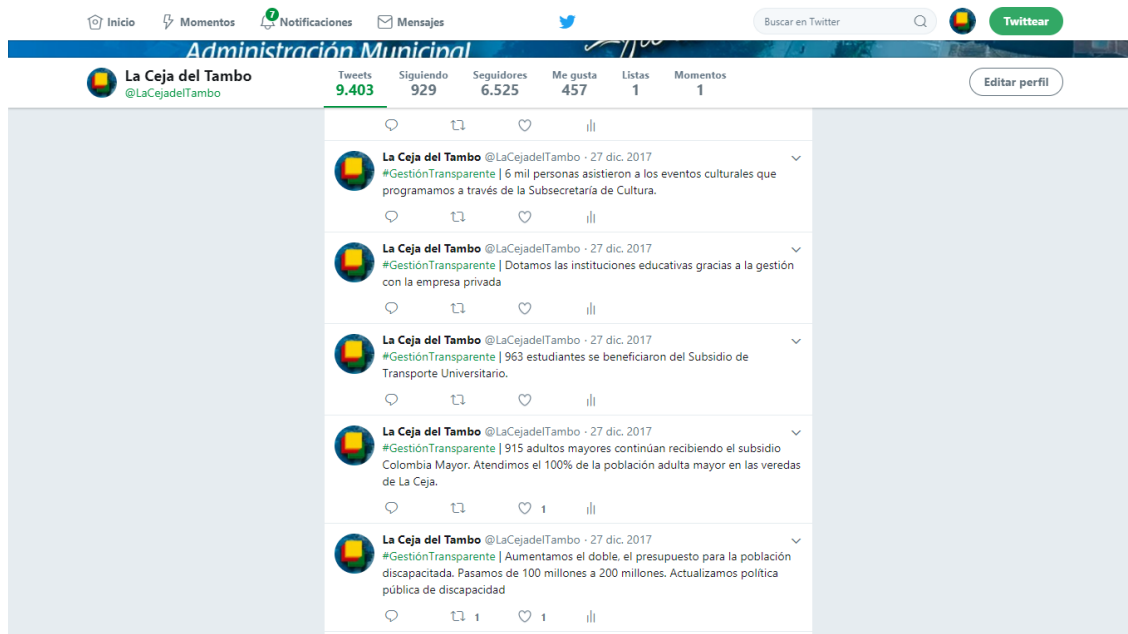 Inicio
Momentos
7
Notificaciones
Mensajes
Buscar en Twitter
Twittear
Administración Municipal
La Ceja del Tambo
@LaCejadelTambo
Tweets
9.403
Siguiendo
929
Seguidores
6.525
Me gusta
457
Listas
1
Momentos
1
Editar perfil
La Ceja del Tambo @LaCejadelTambo · 27 dic. 2017
#GestiónTransparente | 6 mil personas asistieron a los eventos culturales que
programamos a través de la Subsecretaría de Cultura.
La Ceja del Tambo @LaCejadelTambo · 27 dic. 2017
#GestiónTransparente | Dotamos las instituciones educativas gracias a la gestión
con la empresa privada
La Ceja del Tambo @LaCejadelTambo · 27 dic. 2017
#GestiónTransparente | 963 estudiantes se beneficiaron del Subsidio de
Transporte Universitario.
La Ceja del Tambo @LaCejadelTambo · 27 dic. 2017
#GestiónTransparente | 915 adultos mayores continúan recibiendo el subsidio
Colombia Mayor. Atendimos el 100% de la población adulta mayor en las veredas
de La Ceja.
1
La Ceja del Tambo @LaCejadelTambo · 27 dic. 2017
#GestiónTransparente | Aumentamos el doble, el presupuesto para la población
discapacitada. Pasamos de 100 millones a 200 millones. Actualizamos política
pública de discapacidad
1 1